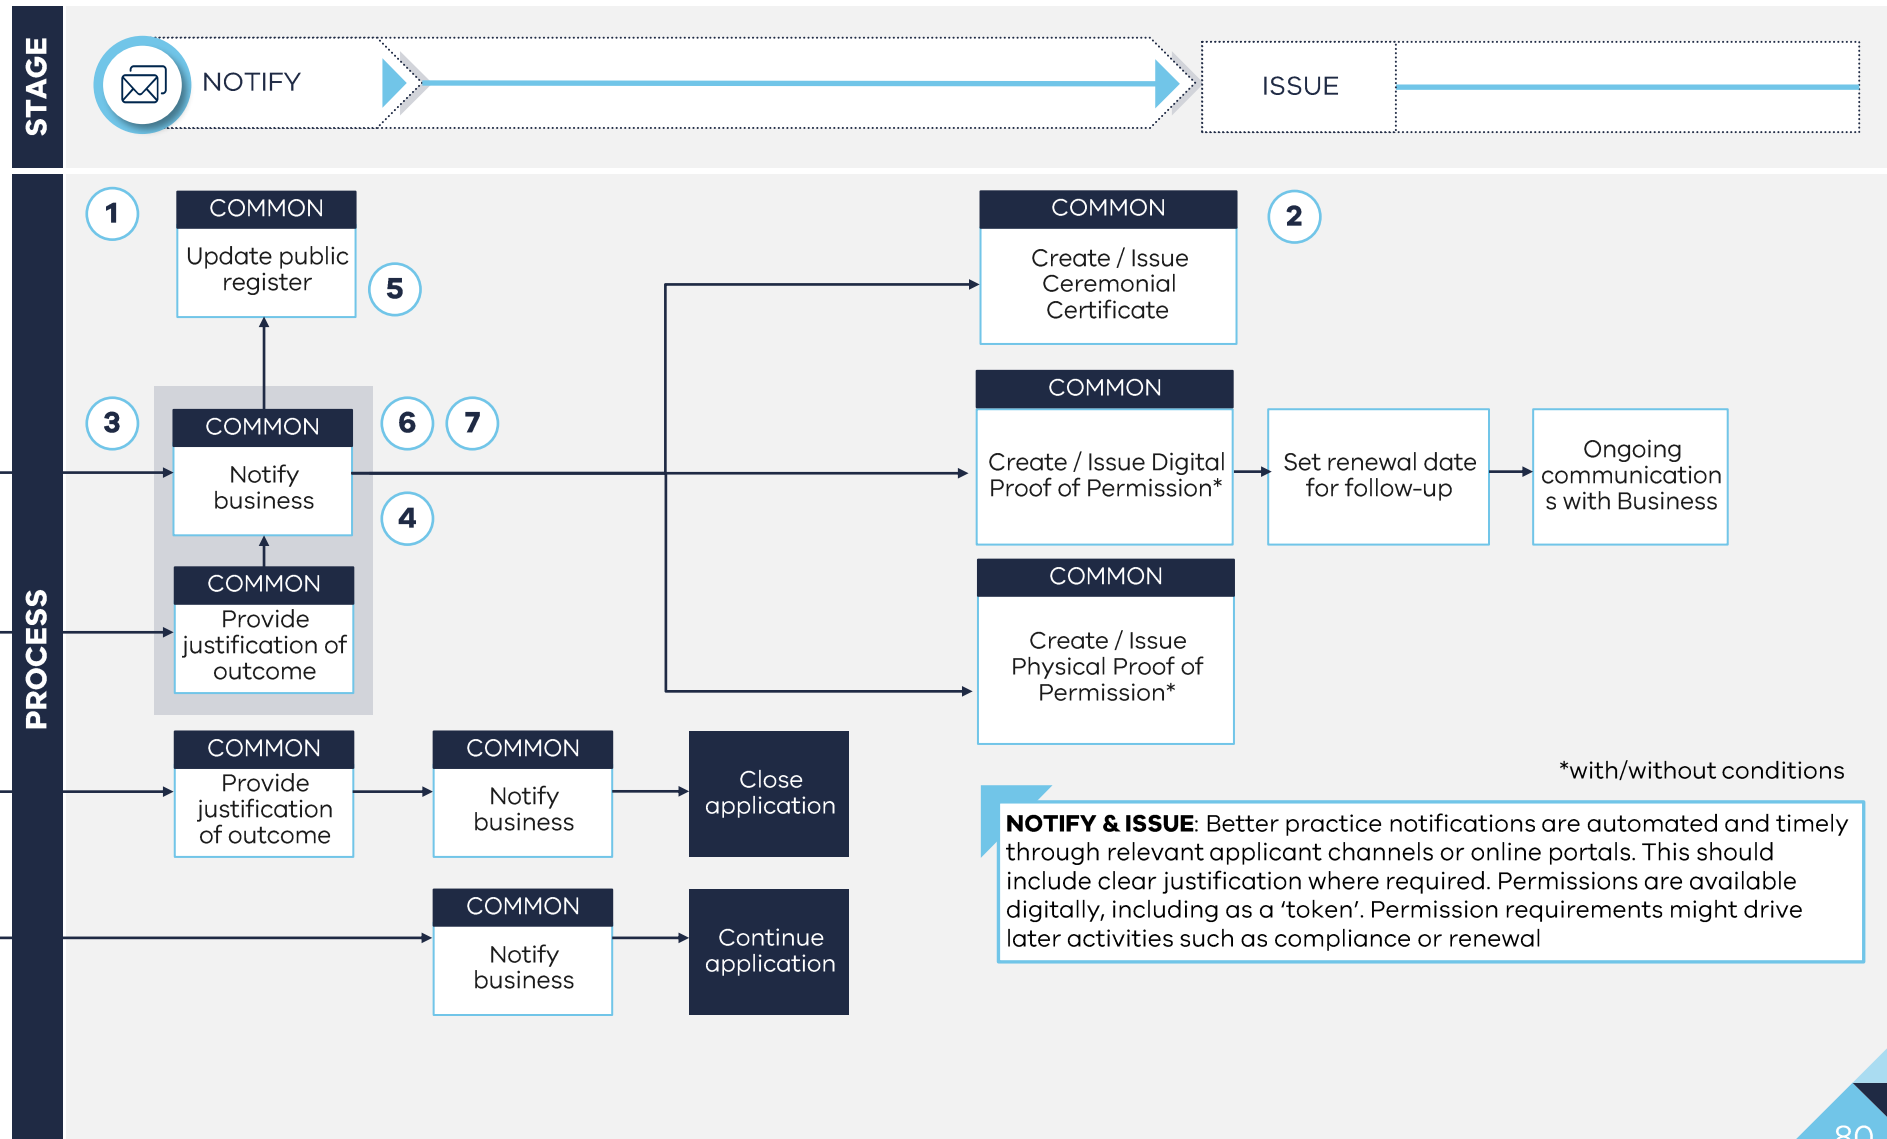 STAGE
NOTIFY
ISSUE
PROCESS
1
COMMON
Update public
register
5
COMMON
Create / Issue
Ceremonial
Certificate
2
3
COMMON
Notify
business
6
7
4
COMMON
Create / Issue Digital
Proof of Permission*
Set renewal date
for follow-up
Ongoing
communication
s with Business
COMMON
Provide
justification of
outcome
COMMON
Create / Issue
Physical Proof of
Permission*
COMMON
Provide
justification
of outcome
COMMON
Notify
business
Close
application
*with/without conditions
NOTIFY & ISSUE: Better practice notifications are automated and timely
through relevant applicant channels or online portals. This should
include clear justification where required. Permissions are available
digitally, including as a ‘token’. Permission requirements might drive
later activities such as compliance or renewal
COMMON
Notify
business
Continue
application
80